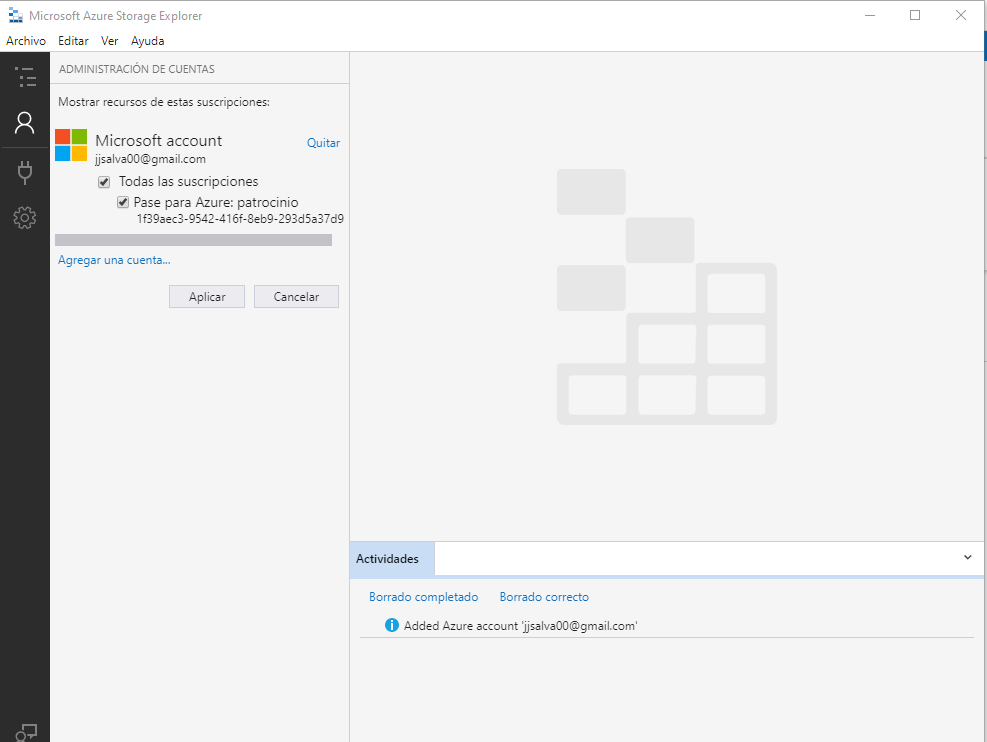 Microsoft Azure Storage Explorer
Archivo Editar Ver Ayuda
ADMINISTRACIÓN DE CUENTAS
Mostrar recursos de estas suscripciones:
Microsoft account
Quitar
jjsalva00@gmail.com
Todas las suscripciones
Pase para Azure: patrocinio
1f39aec3-9542-416f-8eb9-293d5a37d9
Agregar una cuenta...
Aplicar Cancelar
Actividades
Borrado completado Borrado correcto
Added Azure account 'jjsalva00@gmail.com'